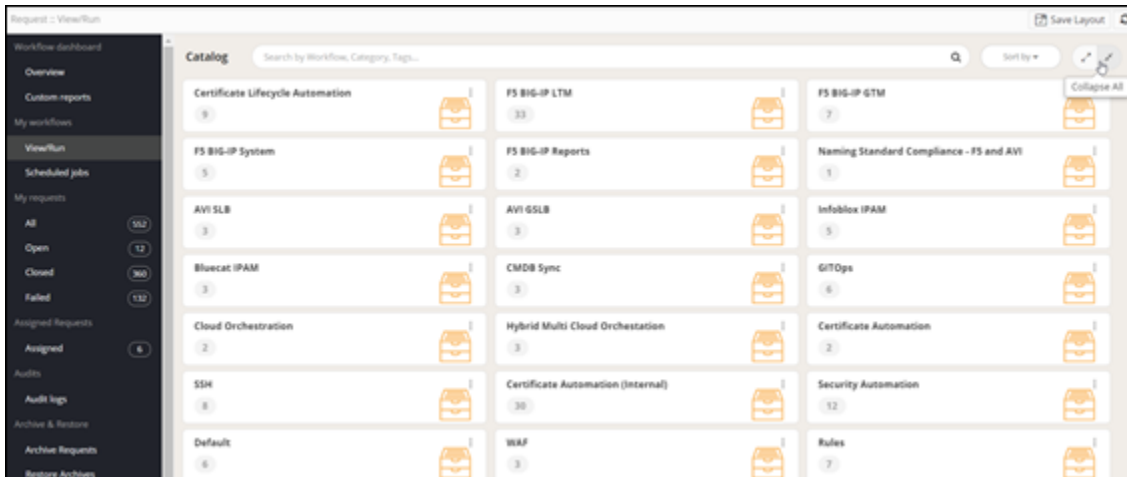 Request :: View/Run
Save Layout
Workflow dashboard
Overview
Custom reports
My workflows
View/Run
Scheduled jobs
My requests
All 552
Open 12
Closed 360
Failed 132
Assigned Requests
Assigned 6
Audits
Audit logs
Archive & Restore
Archive Requests
Restore Archives
Catalog
Search by Workflow, Category, Tags...
Sort by
Collapse All
Certificate Lifecycle Automation
9
F5 BIG-IP LTM
33
F5 BIG-IP GTM
7
F5 BIG-IP System
5
F5 BIG-IP Reports
2
Naming Standard Compliance - F5 and AVI
1
AVI SLB
3
AVI GSLB
3
Infoblox IPAM
5
Bluecat IPAM
3
CMDB Sync
3
GITOps
6
Cloud Orchestration
2
Hybrid Multi Cloud Orchestation
3
Certificate Automation
2
SSH
8
Certificate Automation (Internal)
30
Security Automation
12
Default
6
WAF
3
Rules
7